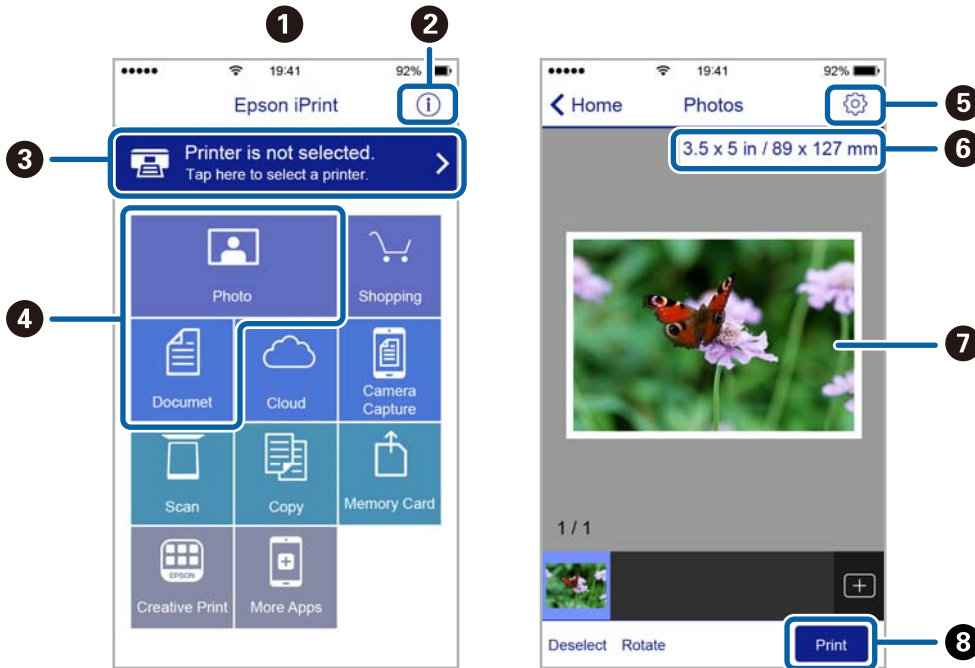 1
2
19:41
92%
Epson iPrint
i
3
Printer is not selected.
Tap here to select a printer.
4
Photo
Shopping
Documet
Cloud
Camera
Capture
Scan
Copy
Memory Card
EPSON
Creative Print
More Apps
19:41
92%
Home
Photos
5
3.5 x 5 in / 89 x 127 mm
6
7
1 / 1
Deselect
Rotate
Print
8